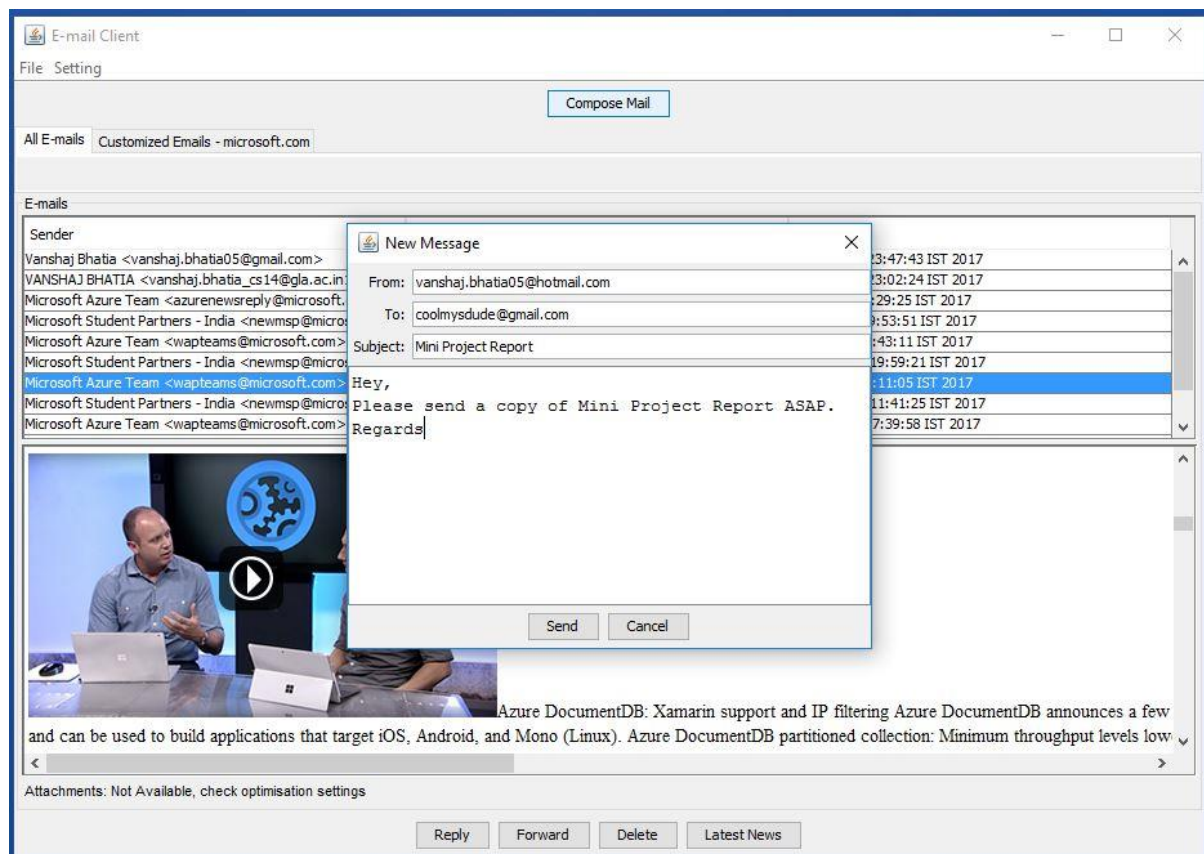 E-mail Client
File Setting
Compose Mail
All E-mails Customized Emails - microsoft.com
E-mails
Sender
Vanshaj Bhatia <vanshaj.bhatia05@gmail.com> 3:47:43 IST 2017
VANSHAJ BHATIA <vanshaj.bhatia_cs14@gla.ac.in 3:02:24 IST 2017
Microsoft Azure Team <azurenewsreply@microsoft. :29:25 IST 2017
Microsoft Student Partners - India <newmsp@micro :53:51 IST 2017
Microsoft Azure Team <wapteams@microsoft.com> :43:11 IST 2017
Microsoft Student Partners - India <newmsp@micro 19:59:21 IST 2017
Microsoft Azure Team <wapteams@microsoft.com> :11:05 IST 2017
Microsoft Student Partners - India <newmsp@micro 11:41:25 IST 2017
Microsoft Azure Team <wapteams@microsoft.com> 7:39:58 IST 2017
New Message
From: vanshaj.bhatia05@hotmail.com
To: coolmysdude@gmail.com
Subject: Mini Project Report
Hey,
Please send a copy of Mini Project Report ASAP.
Regards
Send Cancel
Azure DocumentDB: Xamarin support and IP filtering Azure DocumentDB announces a few
and can be used to build applications that target iOS, Android, and Mono (Linux). Azure DocumentDB partitioned collection: Minimum throughput levels low
Attachments: Not Available, check optimisation settings
Reply Forward Delete Latest News